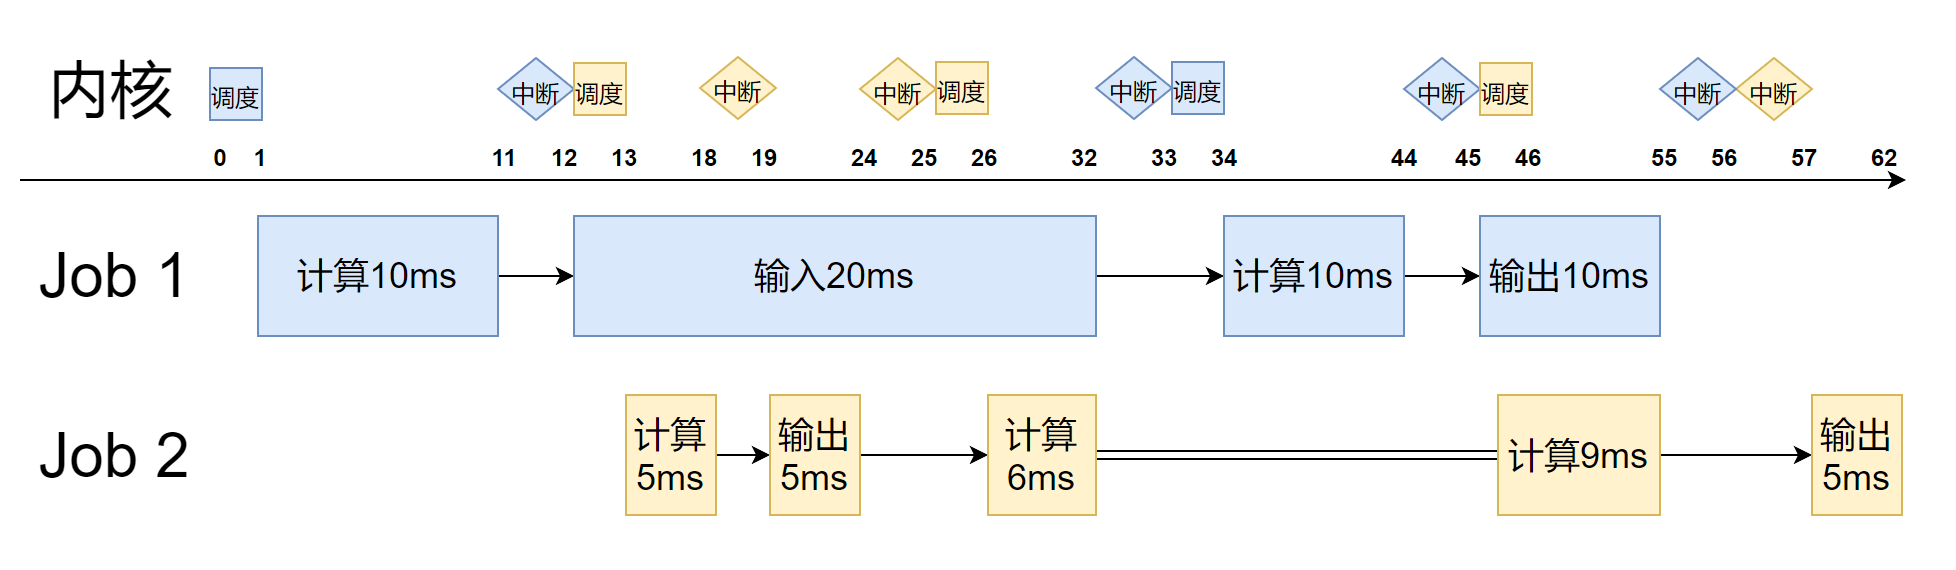 内核
调度
中断
调度
中断
中断
调度
中断
调度
中断
调度
中断
中断
0 1 11 12 13 18 19 24 25 26 32 33 34 44 45 46 55 56 57 62
Job 1
计算10ms
输入20ms
计算10ms
输出10ms
Job 2
计算
5ms
输出
5ms
计算
6ms
计算9ms
输出
5ms